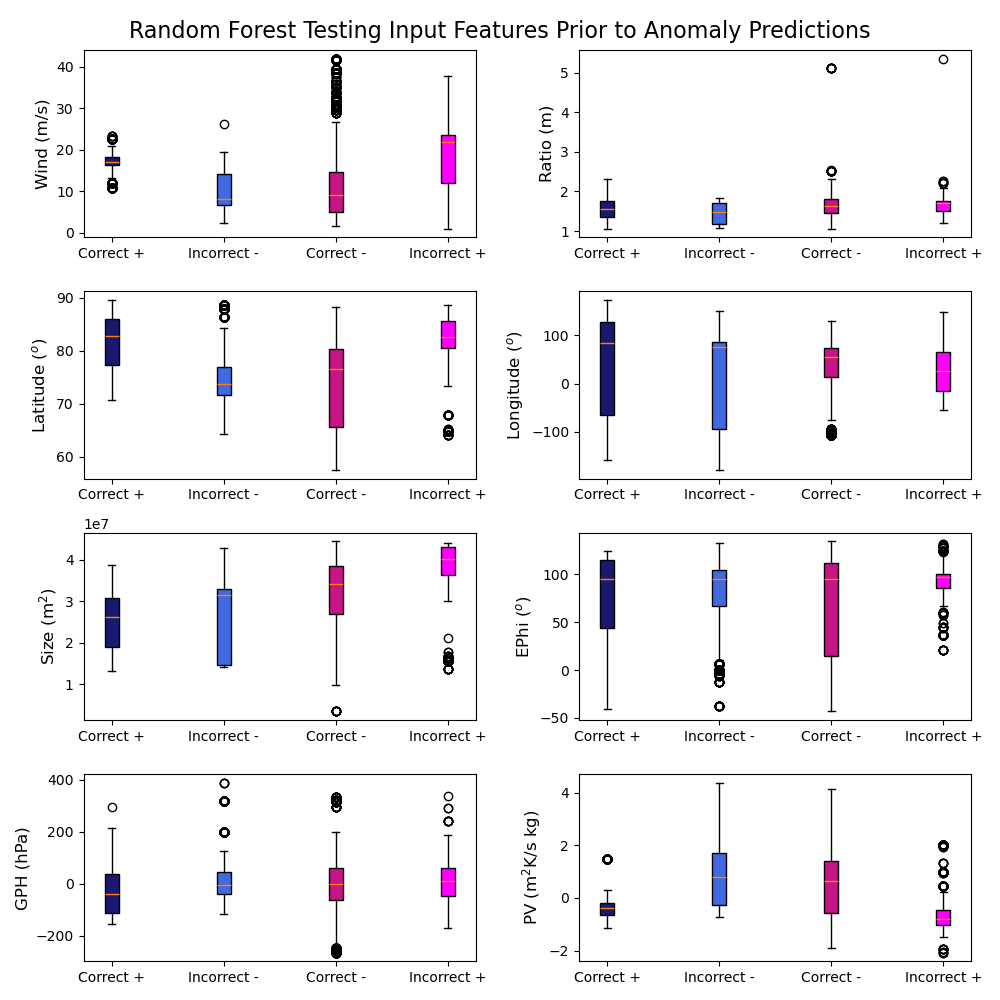 Random Forest Testing Input Features Prior to Anomaly Predictions
Wind (m/s)
40
30
20
10
0
Correct + Incorrect - Correct - Incorrect +
Ratio (m)
5
4
3
2
1
Correct + Incorrect - Correct - Incorrect +
Latitude (°)
90
80
70
60
Correct + Incorrect - Correct - Incorrect +
Longitude (°)
100
0
−100
Correct + Incorrect - Correct - Incorrect +
1e7
Size (m²)
4
3
2
1
Correct + Incorrect - Correct - Incorrect +
EPhi (°)
100
50
0
−50
Correct + Incorrect - Correct - Incorrect +
GPH (hPa)
400
200
0
−200
Correct + Incorrect - Correct - Incorrect +
PV (m²K/s kg)
4
2
0
−2
Correct + Incorrect - Correct - Incorrect +